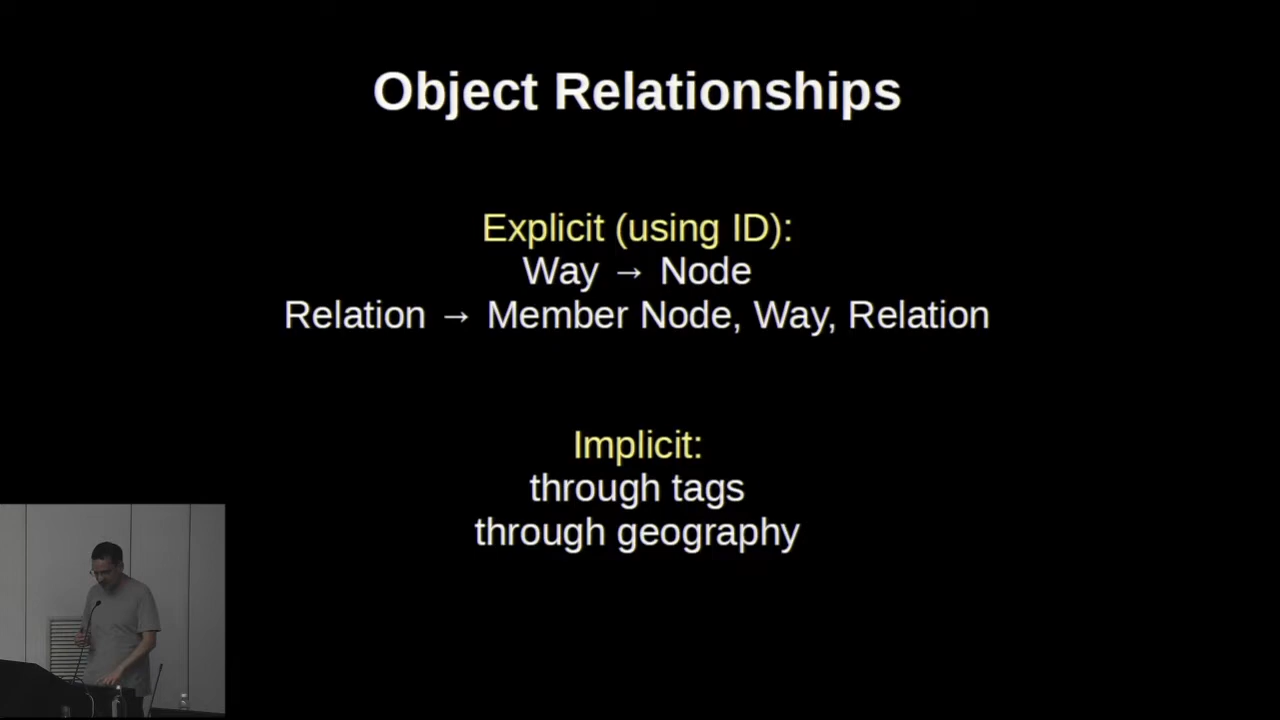 Object Relationships
Explicit (using ID):
Way → Node
Relation → Member Node, Way, Relation
Implicit:
through tags
through geography